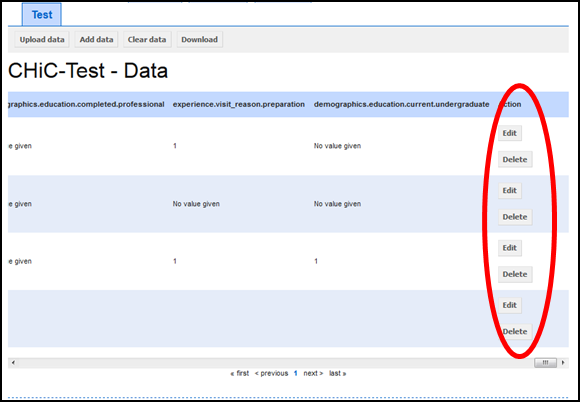 Test
Upload data Add data Clear data Download
CHiC-Test - Data
graphics.education.completed.professional experience.visit_reason.preparation demographics.education.current.undergraduate ction
e given 1 No value given Edit
Delete
e given No value given No value given Edit
Delete
e given 1 1 Edit
Delete
Edit
Delete
« first < previous 1 next > last »